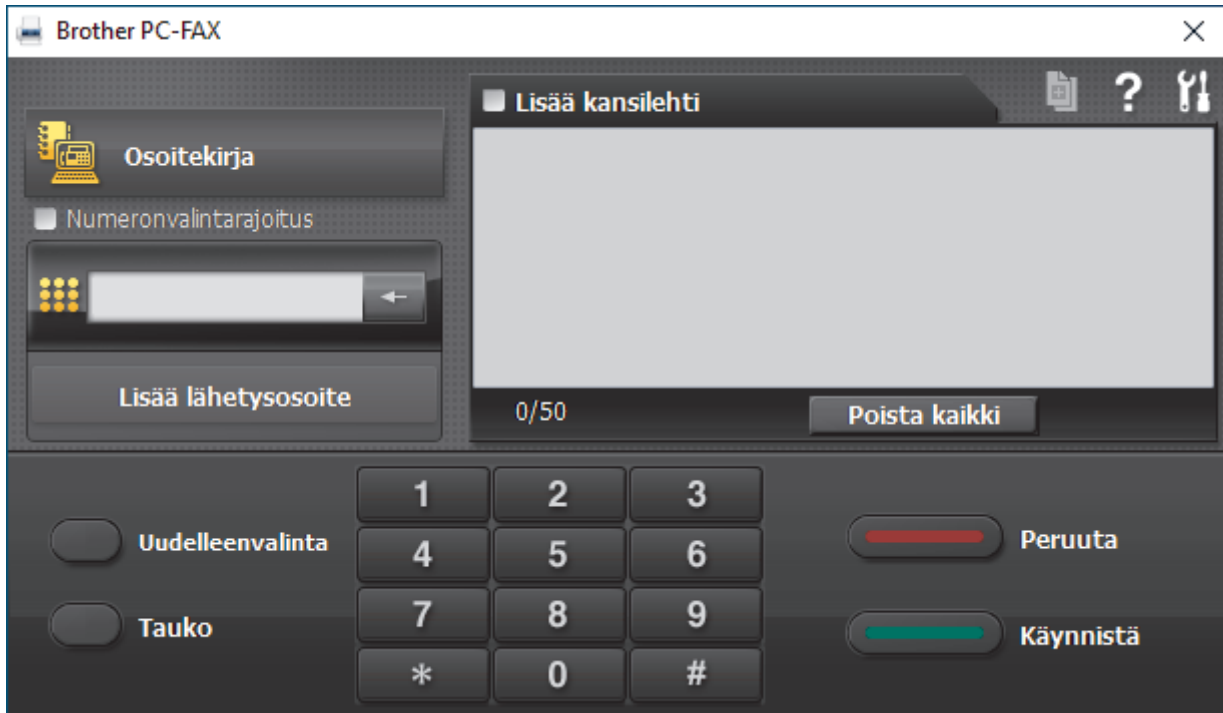 Brother PC-FAX
Lisää kansilehti
?
Osoitekirja
Numeronvalintarajoitus
Lisää lähetysosoite
0/50
Poista kaikki
1 2 3
4 5 6
7 8 9
* 0 #
Uudelleenvalinta
Tauko
Peruuta
Käynnistä